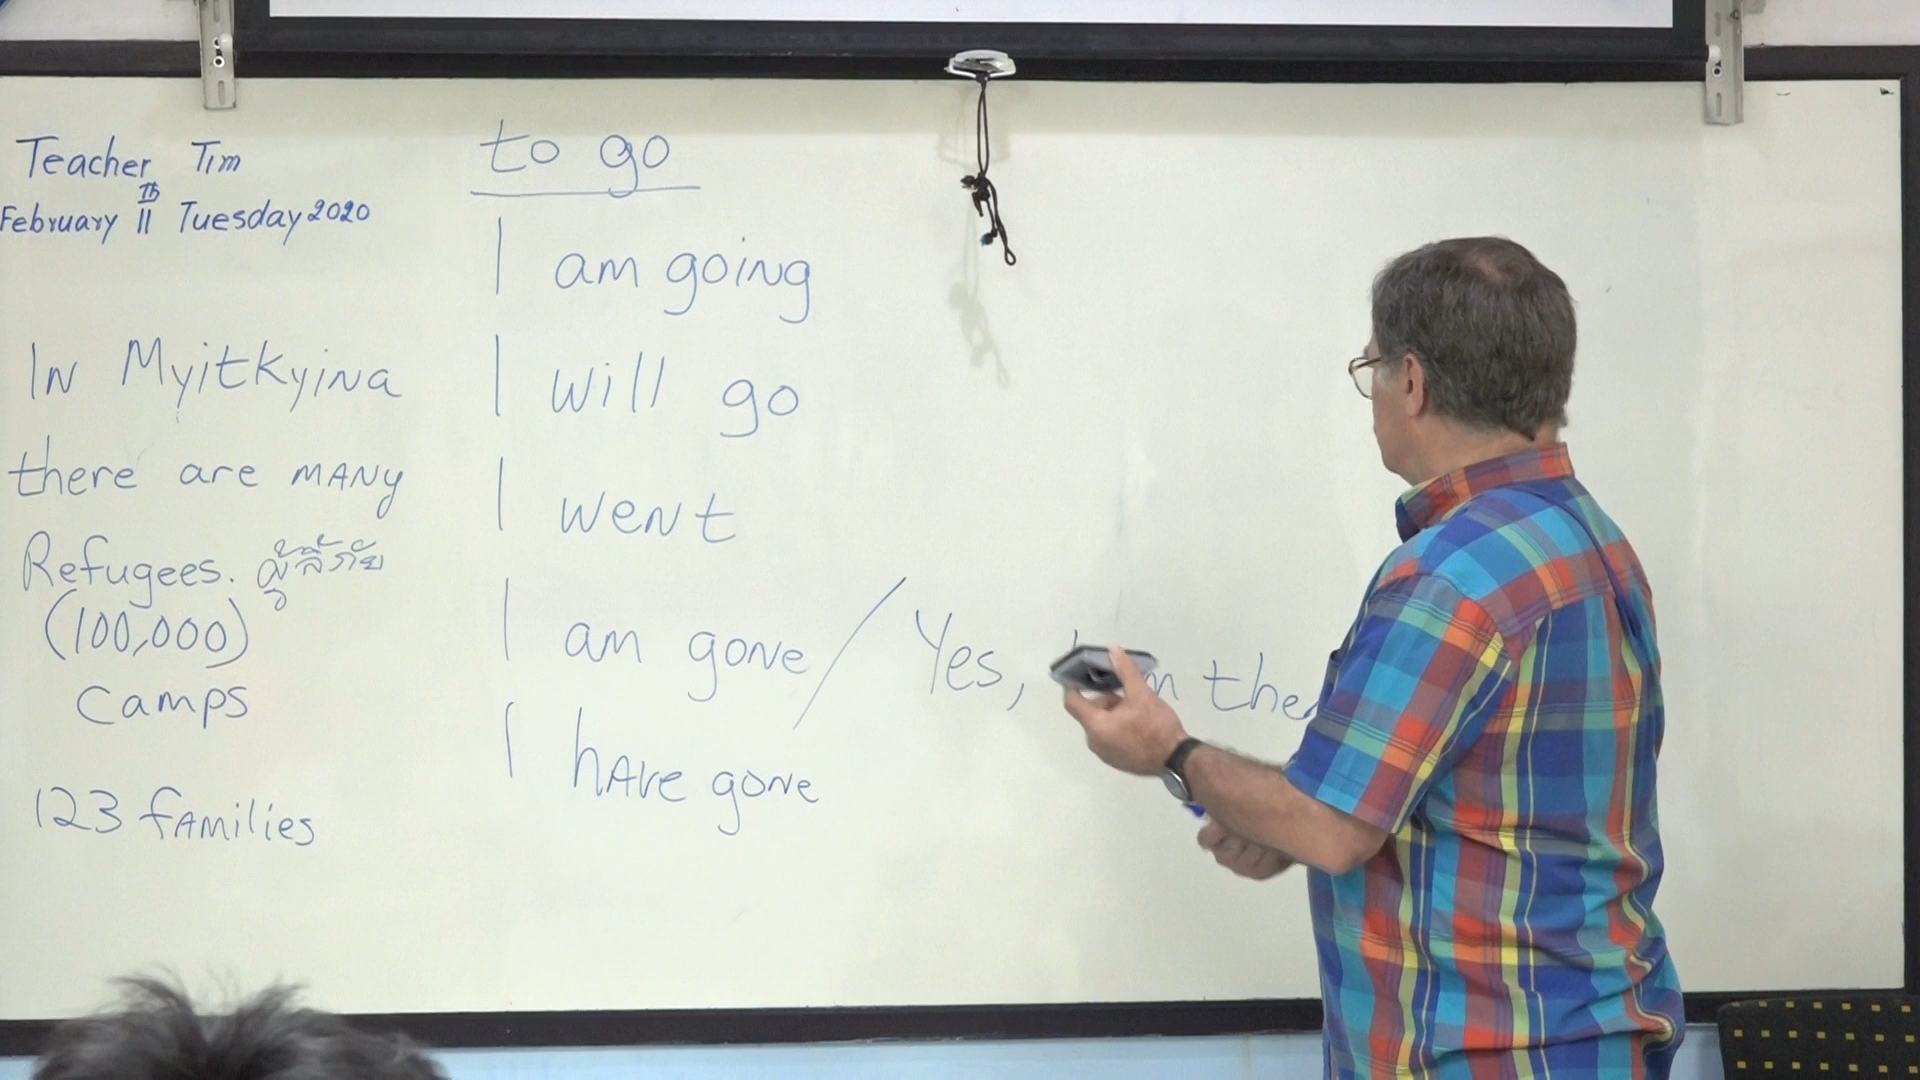 Teacher Tim
February 11th Tuesday 2020
In Myitkyina
there are many
Refugees. ผู้ลี้ภัย
(100,000)
camps
123 families
to go
I am going
I will go
I went
I am gone / Yes,
I have gone